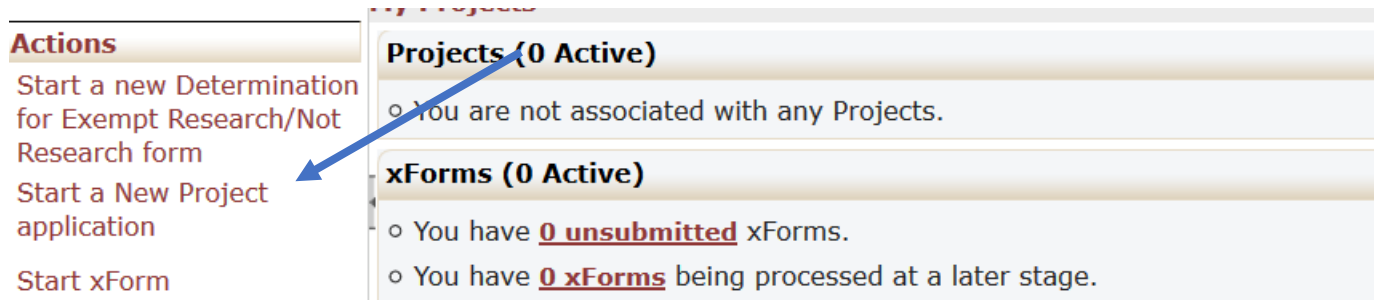 My Projects
Actions
Start a new Determination
for Exempt Research/Not
Research form
Start a New Project
application
Start xForm
Projects (0 Active)
You are not associated with any Projects.
xForms (0 Active)
You have 0 unsubmitted xForms.
You have 0 xForms being processed at a later stage.